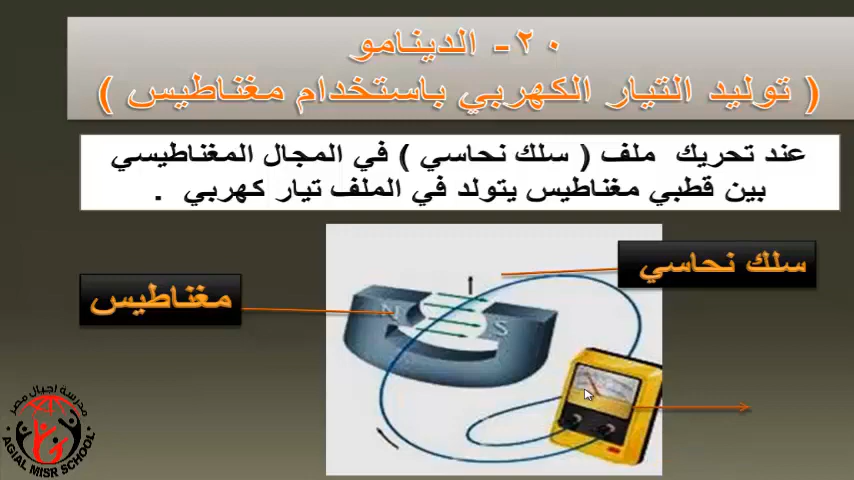 ٢٠- الدينامو
( توليد التيار الكهربي باستخدام مغناطيس )
عند تحريك ملف ( سلك نحاسي ) في المجال المغناطيسي
بين قطبي مغناطيس يتولد في الملف تيار كهربي .
سلك نحاسي
مغناطيس
N
S
مدرسة اجيال مصر
AGIAL MISR SCHOOL